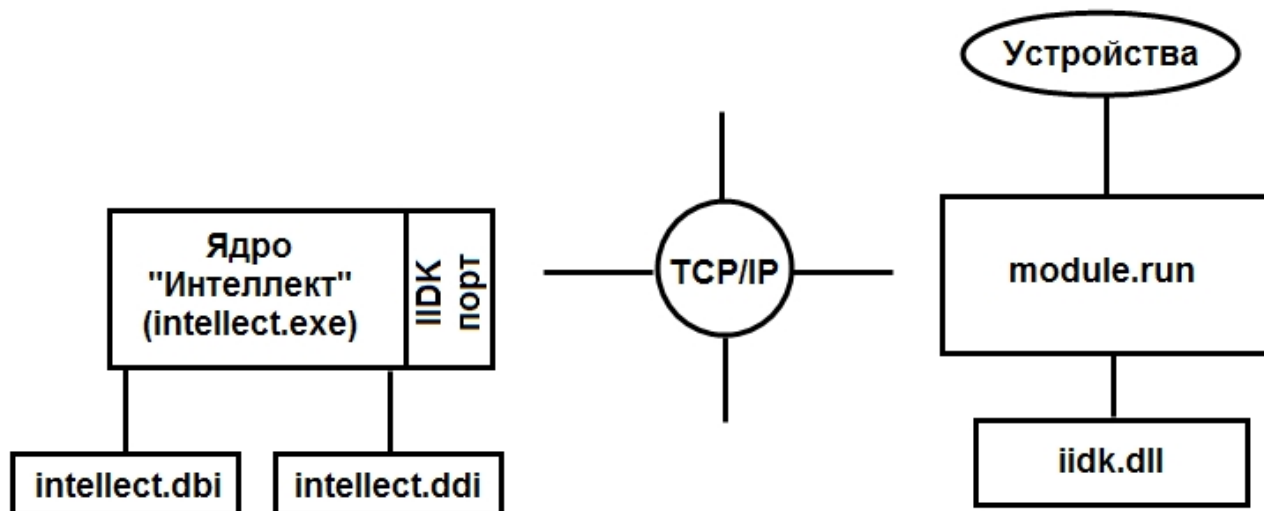 Устройства
Ядро
"Интеллект"
(intellect.exe)
IIDK
порт
TCP/IP
module.run
intellect.dbi
intellect.ddi
iidk.dll